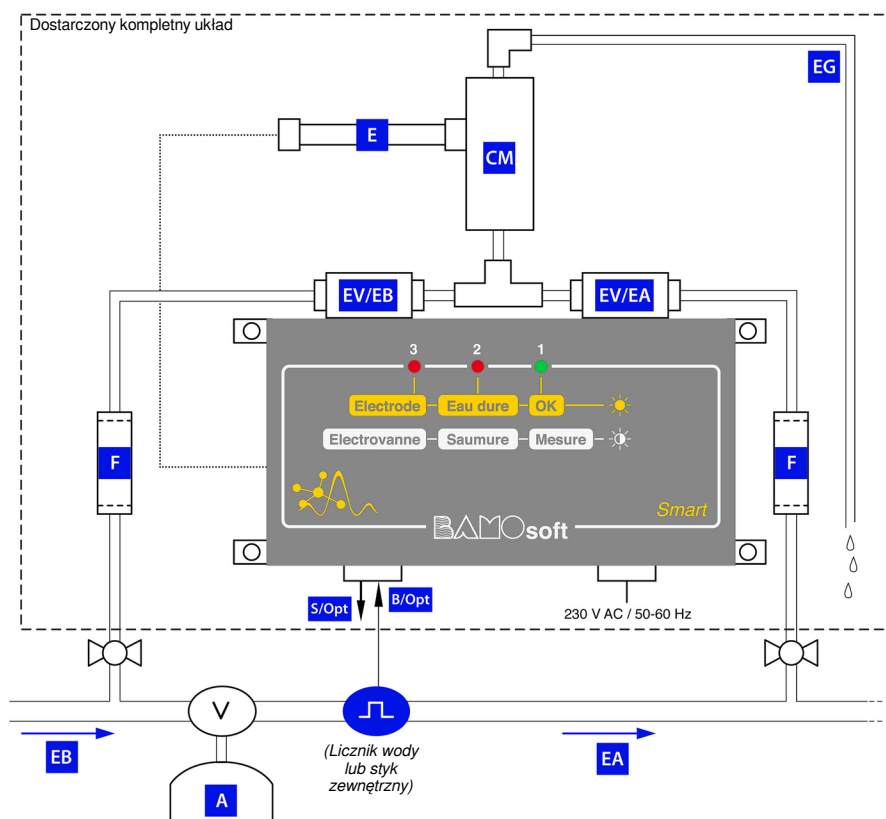 Dostarczony kompletny układ
EG
E
CM
EV/EB
EV/EA
3 2 1
Electrode Eau dure OK
Electrovanne Saumure Mesure
F
F
Smart
BAMOsoft
S/Opt
B/Opt
230 V AC / 50-60 Hz
V
EB
EA
(Licznik wody
lub styk
zewnętrzny)
A